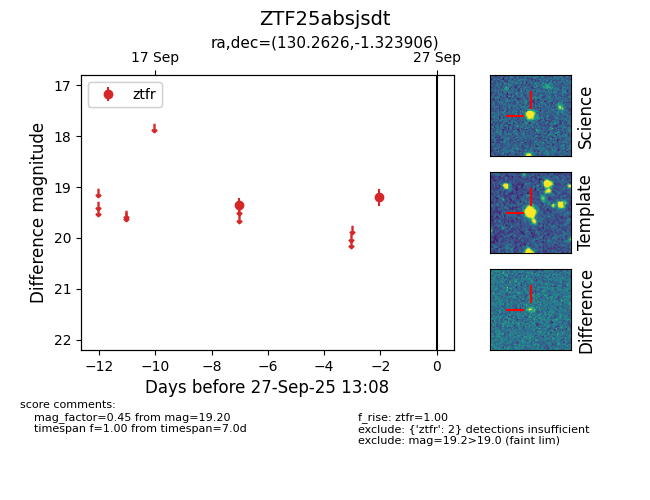 ZTF25absjsdt
ra,dec=(130.2626,-1.323906)
17 Sep
27 Sep
ztfr
17
18
19
20
21
22
Difference magnitude
−12
−10
−8
−6
−4
−2
0
Days before 27-Sep-25 13:08
Science
Template
Difference
score comments:
mag_factor=0.45 from mag=19.20
timespan f=1.00 from timespan=7.0d
f_rise: ztfr=1.00
exclude: {'ztfr': 2} detections insufficient
exclude: mag=19.2>19.0 (faint lim)